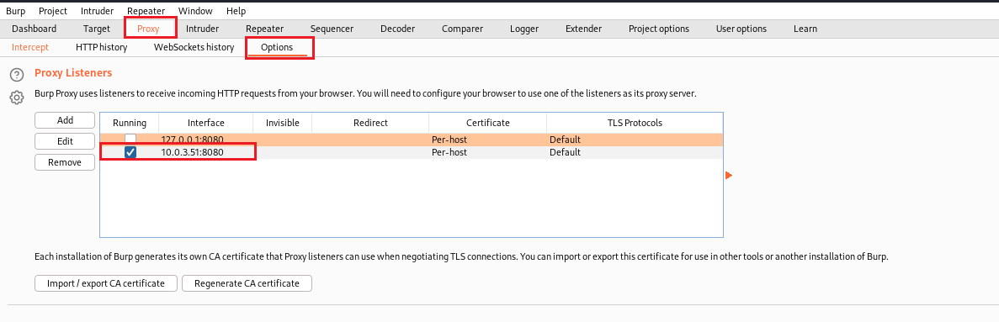 Burp Project Intruder Repeater Window Help
Dashboard Target Proxy Intruder Repeater Sequencer Decoder Comparer Logger Extender Project options User options Learn
Intercept HTTP history WebSockets history Options
? Proxy Listeners
Burp Proxy uses listeners to receive incoming HTTP requests from your browser. You will need to configure your browser to use one of the listeners as its proxy server.
Add
Edit
Remove
Running Interface Invisible Redirect Certificate TLS Protocols
127.0.0.1:8080 Per-host Default
10.0.3.51:8080 Per-host Default
Each installation of Burp generates its own CA certificate that Proxy listeners can use when negotiating TLS connections. You can import or export this certificate for use in other tools or another installation of Burp.
Import / export CA certificate Regenerate CA certificate